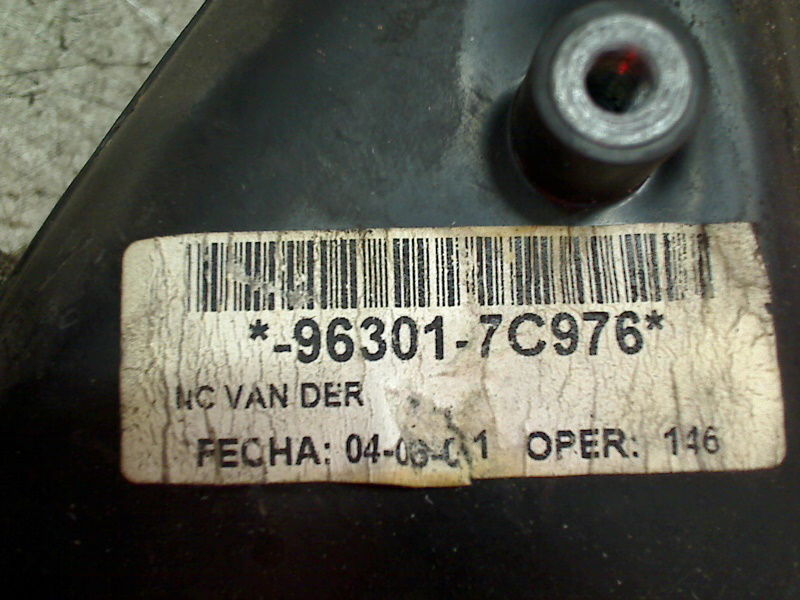 *-96301-7C976*
NC VAN DER
FECHA: 04-06-01 OPER: 146